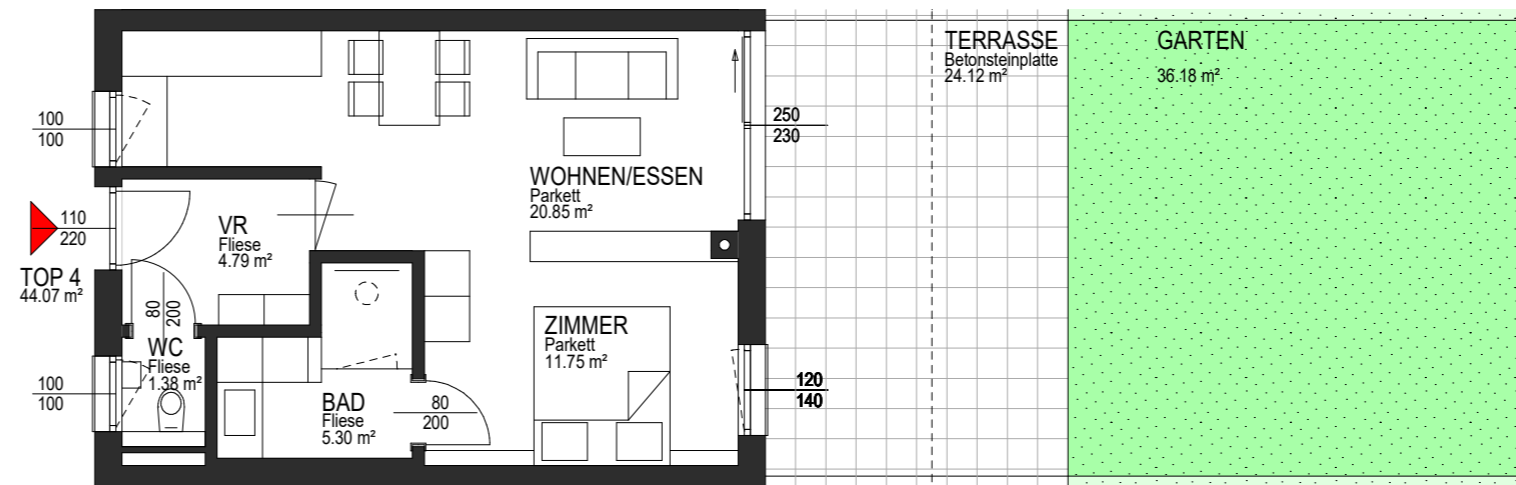 TERRASSE
Betonsteinplatte
24.12 m²
GARTEN
36.18 m²
100
100
250
230
WOHNEN/ESSEN
Parkett
20.85 m²
110
220
VR
Fliese
4.79 m²
TOP 4
44.07 m²
80
200
ZIMMER
Parkett
11.75 m²
WC
Fliese
1.38 m²
100
100
120
140
BAD
Fliese
5.30 m²
80
200